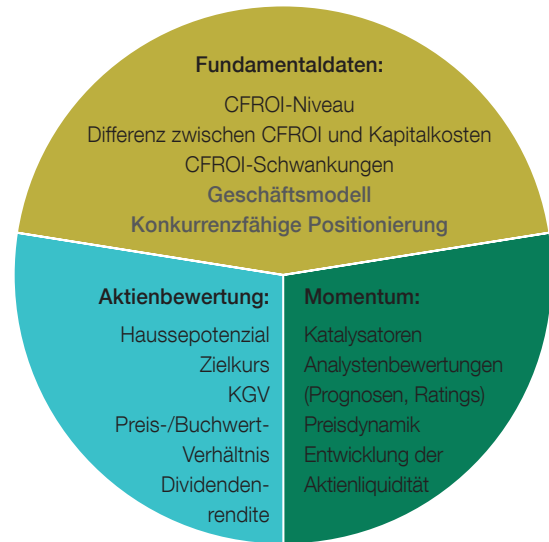 Fundamentaldaten:
CFROI-Niveau
Differenz zwischen CFROI und Kapitalkosten
CFROI-Schwankungen
Geschäftsmodell
Konkurrenzfähige Positionierung
Aktienbewertung:
Haussepotenzial
Zielkurs
KGV
Preis-/Buchwert-
Verhältnis
Dividenden-
rendite
Momentum:
Katalysatoren
Analystenbewertungen
(Prognosen, Ratings)
Preisdynamik
Entwicklung der
Aktienliquidität